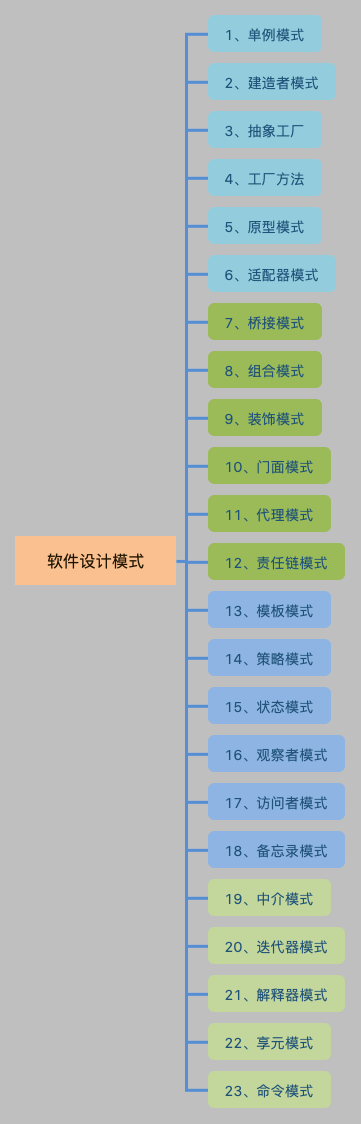 软件设计模式
1、单例模式
2、建造者模式
3、抽象工厂
4、工厂方法
5、原型模式
6、适配器模式
7、桥接模式
8、组合模式
9、装饰模式
10、门面模式
11、代理模式
12、责任链模式
13、模板模式
14、策略模式
15、状态模式
16、观察者模式
17、访问者模式
18、备忘录模式
19、中介模式
20、迭代器模式
21、解释器模式
22、享元模式
23、命令模式